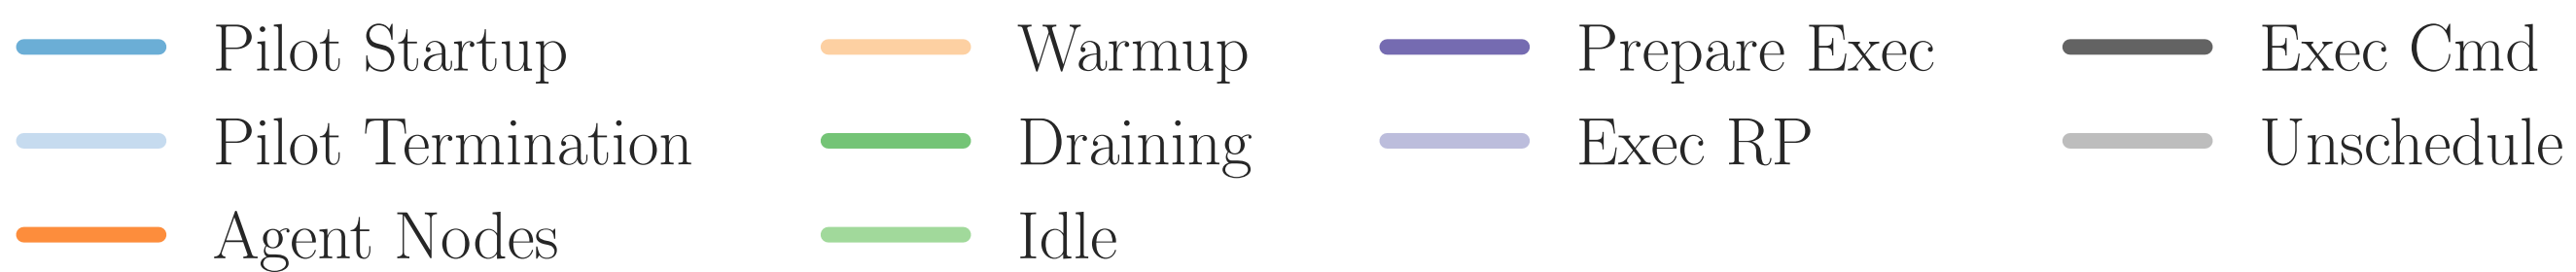 Pilot Startup
Pilot Termination
Agent Nodes
Warmup
Draining
Idle
Prepare Exec
Exec RP
Exec Cmd
Unschedule